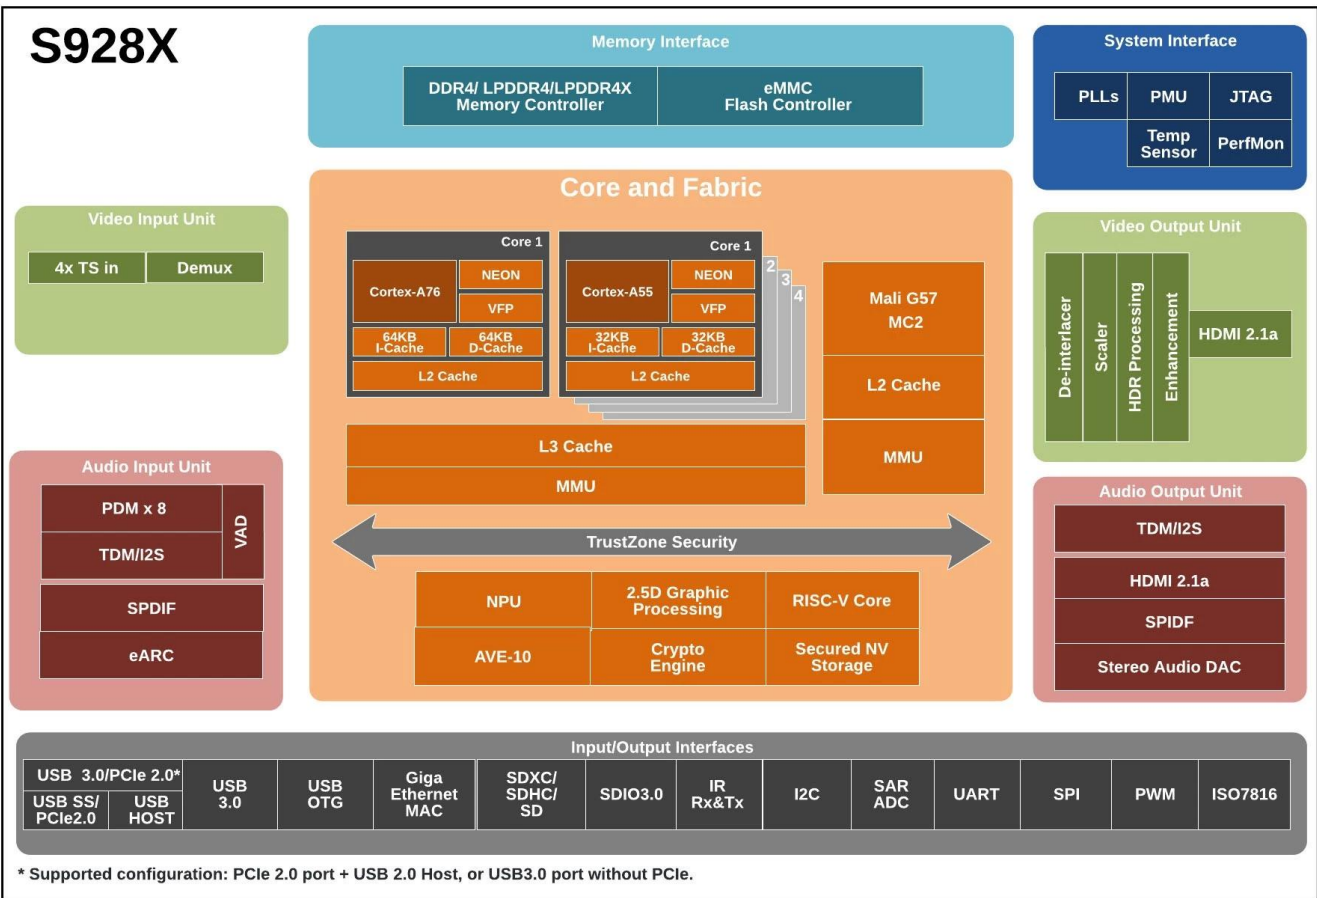 S928X
Memory Interface
DDR4/ LPDDR4/LPDDR4X
Memory Controller
eMMC
Flash Controller
System Interface
PLLs
PMU
JTAG
Temp
Sensor
PerfMon
Video Input Unit
4x TS in
Demux
Core and Fabric
Core 1
Cortex-A76
NEON
VFP
64KB
I-Cache
64KB
D-Cache
L2 Cache
Core 1
Cortex-A55
NEON
VFP
32KB
I-Cache
32KB
D-Cache
L2 Cache
2
3
4
Mali G57
MC2
L2 Cache
MMU
L3 Cache
MMU
TrustZone Security
NPU
2.5D Graphic
Processing
RISC-V Core
AVE-10
Crypto
Engine
Secured NV
Storage
Video Output Unit
De-interlacer
Scaler
HDR Processing
Enhancement
HDMI 2.1a
Audio Input Unit
PDM x 8
TDM/I2S
VAD
SPDIF
eARC
Audio Output Unit
TDM/I2S
HDMI 2.1a
SPIDF
Stereo Audio DAC
Input/Output Interfaces
USB 3.0/PCIe 2.0*
USB SS/
PCIe2.0
USB
HOST
USB
3.0
USB
OTG
Giga
Ethernet
MAC
SDXC/
SDHC/
SD
SDIO3.0
IR
Rx&Tx
I2C
SAR
ADC
UART
SPI
PWM
ISO7816
* Supported configuration: PCIe 2.0 port + USB 2.0 Host, or USB3.0 port without PCIe.